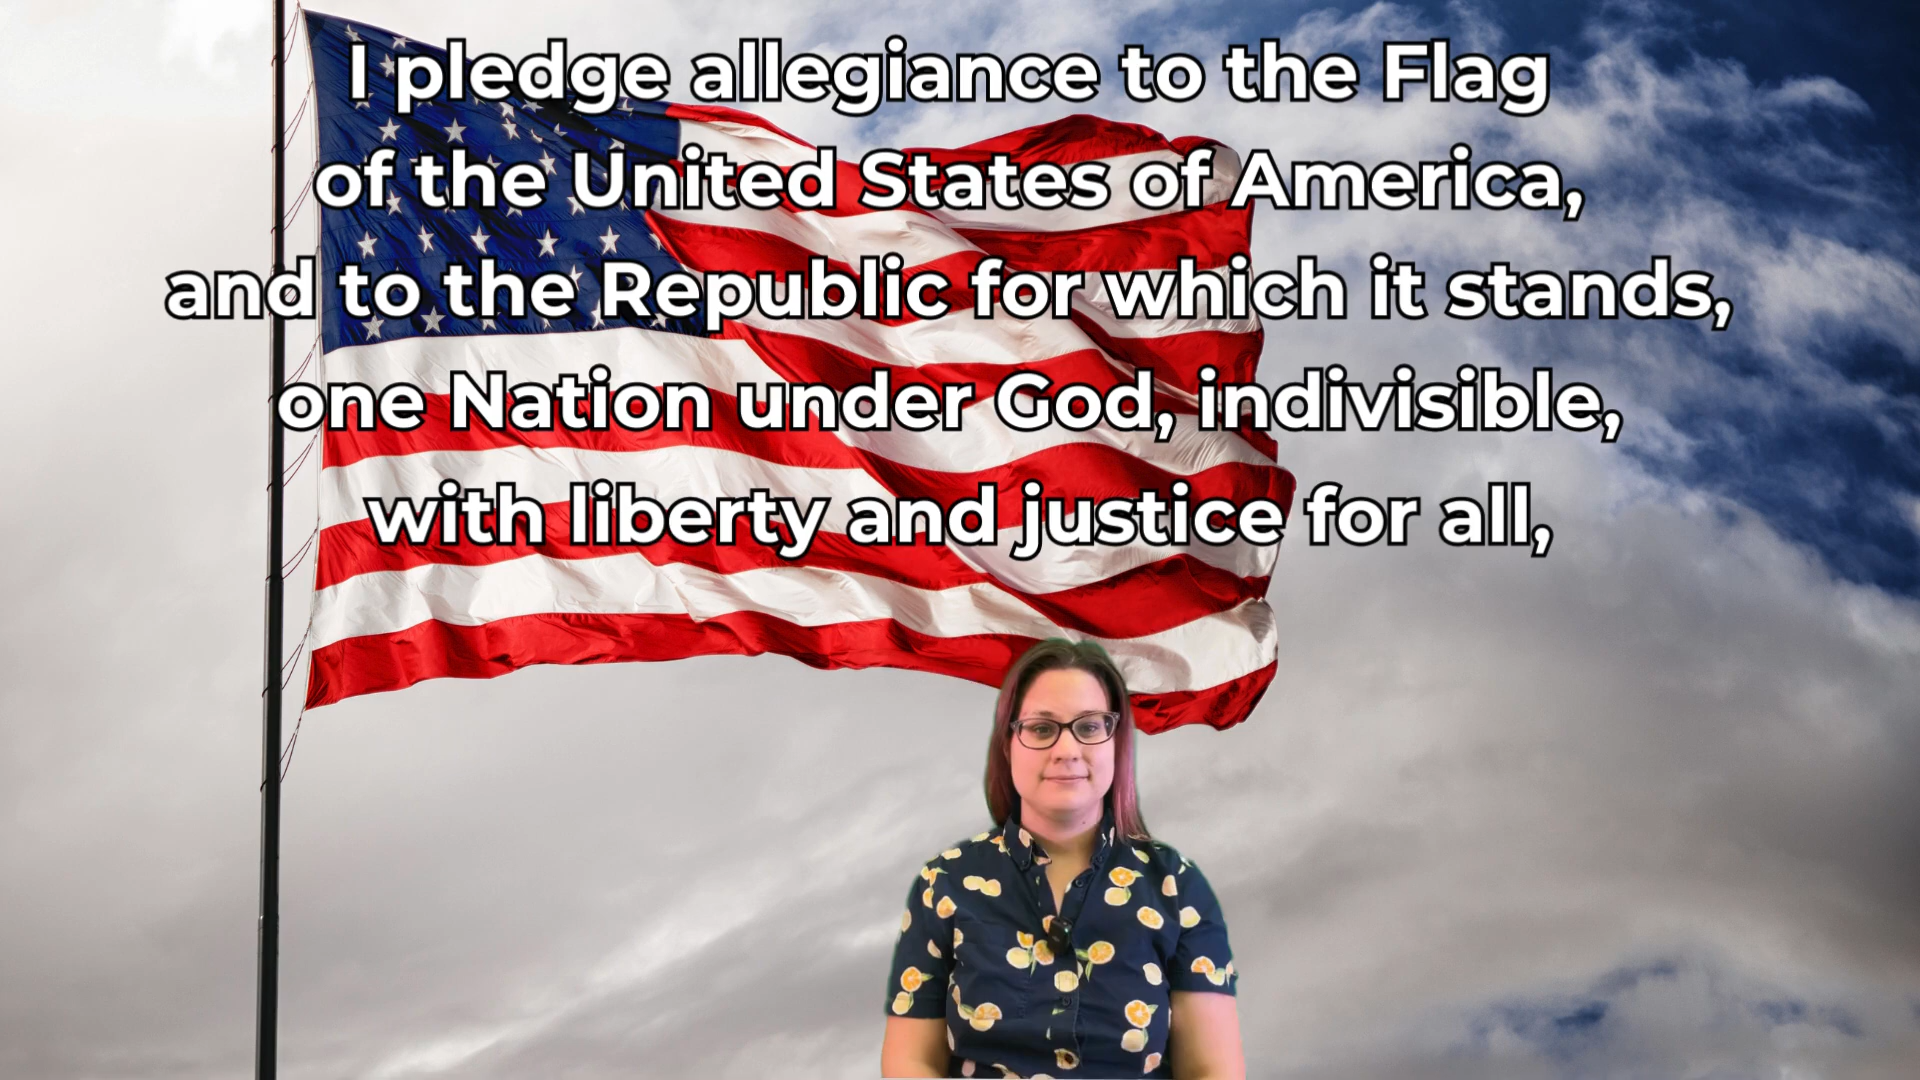 I pledge allegiance to the Flag
of the United States of America,
and to the Republic for which it stands,
one Nation under God, indivisible,
with liberty and justice for all,